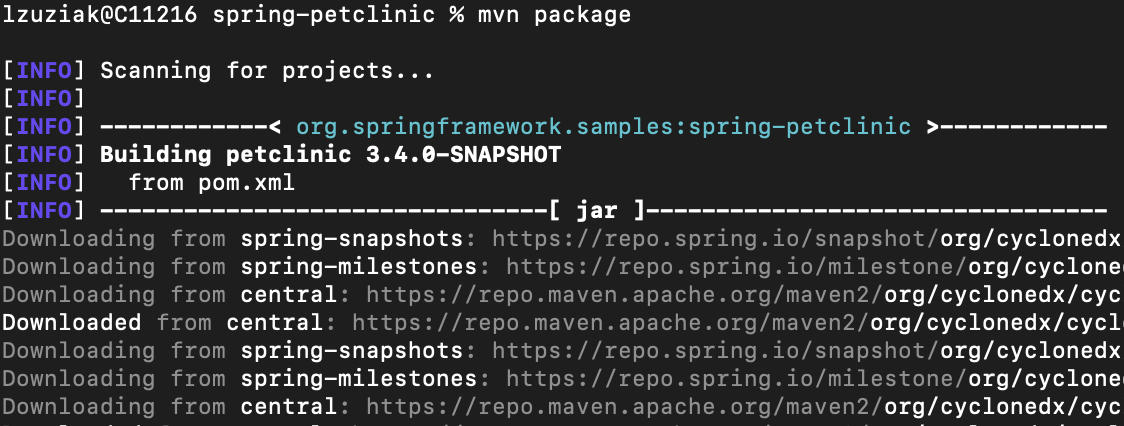 lzuziak@C11216 spring-petclinic % mvn package
[INFO] Scanning for projects...
[INFO]
[INFO] ------------< org.springframework.samples:spring-petclinic >------------
[INFO] Building petclinic 3.4.0-SNAPSHOT
[INFO]   from pom.xml
[INFO] --------------------------------[ jar ]---------------------------------
Downloading from spring-snapshots: https://repo.spring.io/snapshot/org/cyclonedx
Downloading from spring-milestones: https://repo.spring.io/milestone/org/cyclone
Downloading from central: https://repo.maven.apache.org/maven2/org/cyclonedx/cyc
Downloaded from central: https://repo.maven.apache.org/maven2/org/cyclonedx/cycl
Downloading from spring-snapshots: https://repo.spring.io/snapshot/org/cyclonedx
Downloading from spring-milestones: https://repo.spring.io/milestone/org/cyclone
Downloading from central: https://repo.maven.apache.org/maven2/org/cyclonedx/cyc